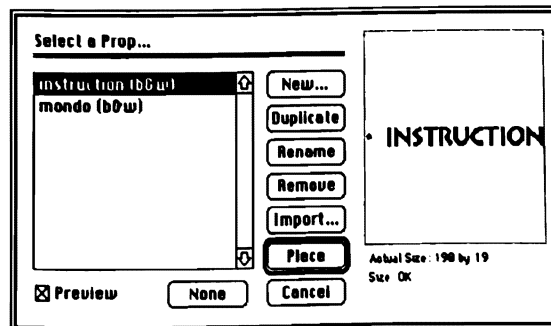 Select a Prop...
instruction (b&w)
mondo (b&w)
New...
Duplicate
Rename
Remove
Import...
Place
Cancel
Preview
None
INSTRUCTION
Actual Size: 198 by 19
Size OK